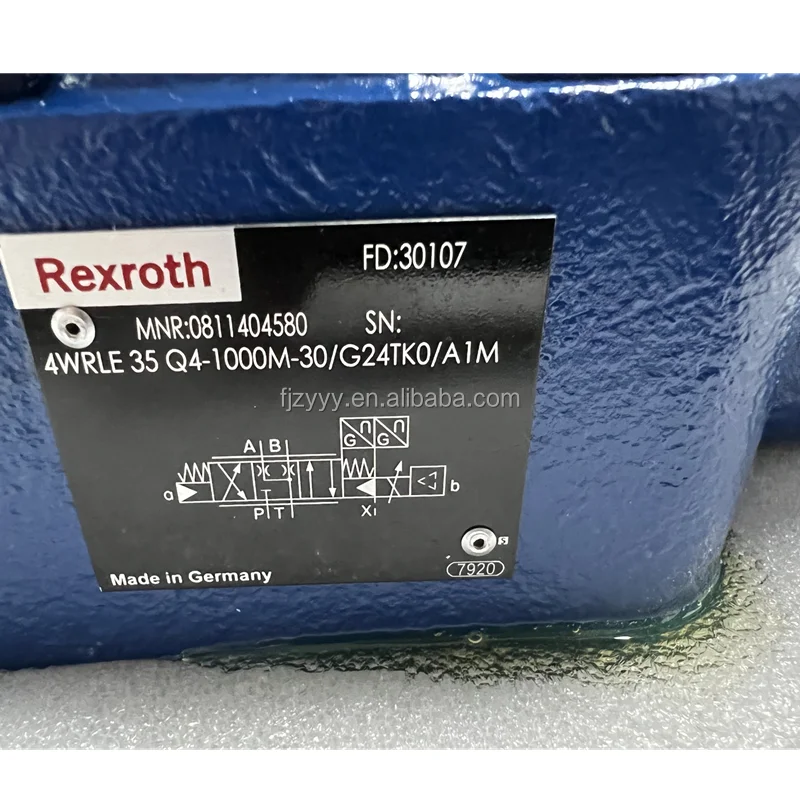 Rexroth
FD:30107
MNR:0811404580 SN:
4WRLE 35 Q4-1000M-30/G24TK0/A1M
fjzyyy.en.alibaba.com
G G
A B
a b
P T X1
S
Made in Germany
7920